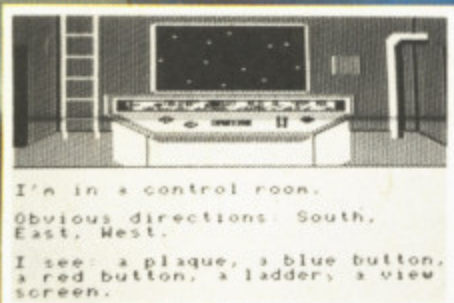 I'm in a control room.
Obvious directions: South,
East, West.
I see: a plaque, a blue button,
a red button, a ladder, a view
screen.